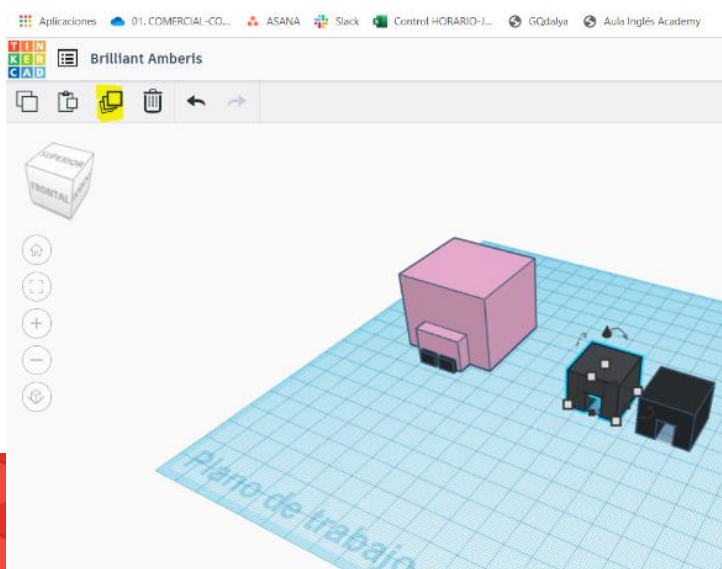 Aplicaciones 01. COMERCIAL-CO... ASANA Slack Control HORARIO-J... GQdalya Aula Inglés Academy
TIN
KER
CAD
Brilliant Amberis
SUPERIOR
FRONTAL
Plano de trabajo